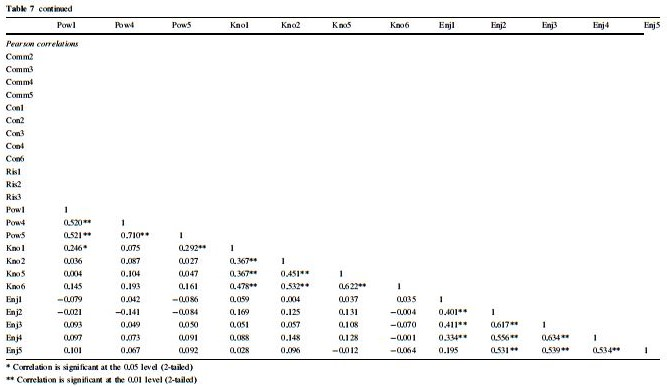 Table 7 continued
Pow1 Pow4 Pow5 Kno1 Kno2 Kno5 Kno6 Enj1 Enj2 Enj3 Enj4 Enj5
Pearson correlations
Comm2
Comm3
Comm4
Comm5
Con1
Con2
Con3
Con4
Con6
Ris1
Ris2
Ris3
Pow1 1
Pow4 0.520** 1
Pow5 0.521** 0.710** 1
Kno1 0.246* 0.075 0.292** 1
Kno2 0.036 0.087 0.027 0.367** 1
Kno5 0.004 0.104 0.047 0.367** 0.451** 1
Kno6 0.145 0.193 0.161 0.478** 0.532** 0.622** 1
Enj1 −0.079 0.042 −0.086 0.059 0.004 0.037 0.035 1
Enj2 −0.021 −0.141 −0.084 0.169 0.125 0.131 −0.004 0.401** 1
Enj3 0.093 0.049 0.050 0.051 0.057 0.108 −0.070 0.411** 0.617** 1
Enj4 0.097 0.073 0.091 0.088 0.148 0.128 −0.001 0.334** 0.556** 0.634** 1
Enj5 0.101 0.067 0.092 0.028 0.096 −0.012 −0.064 0.195 0.531** 0.539** 0.534** 1
* Correlation is significant at the 0.05 level (2-tailed)
** Correlation is significant at the 0.01 level (2-tailed)